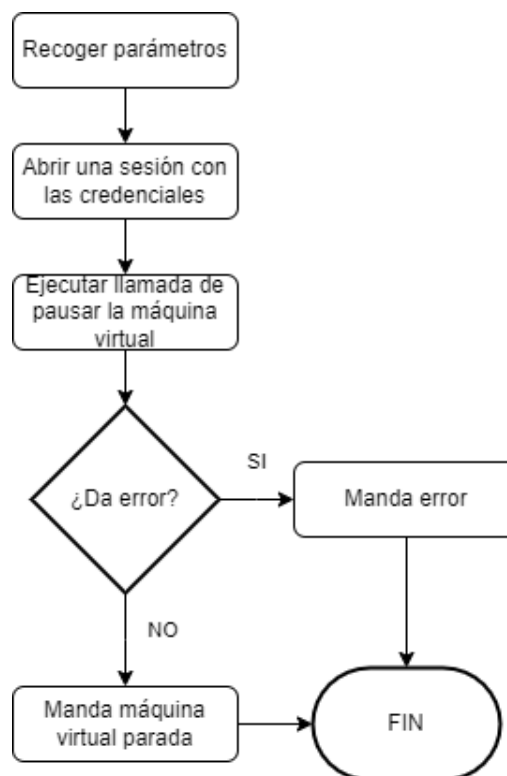 Recoger parámetros
Abrir una sesión con
las credenciales
Ejecutar llamada de
pausar la máquina
virtual
¿Da error?
SI
Manda error
NO
Manda máquina
virtual parada
FIN